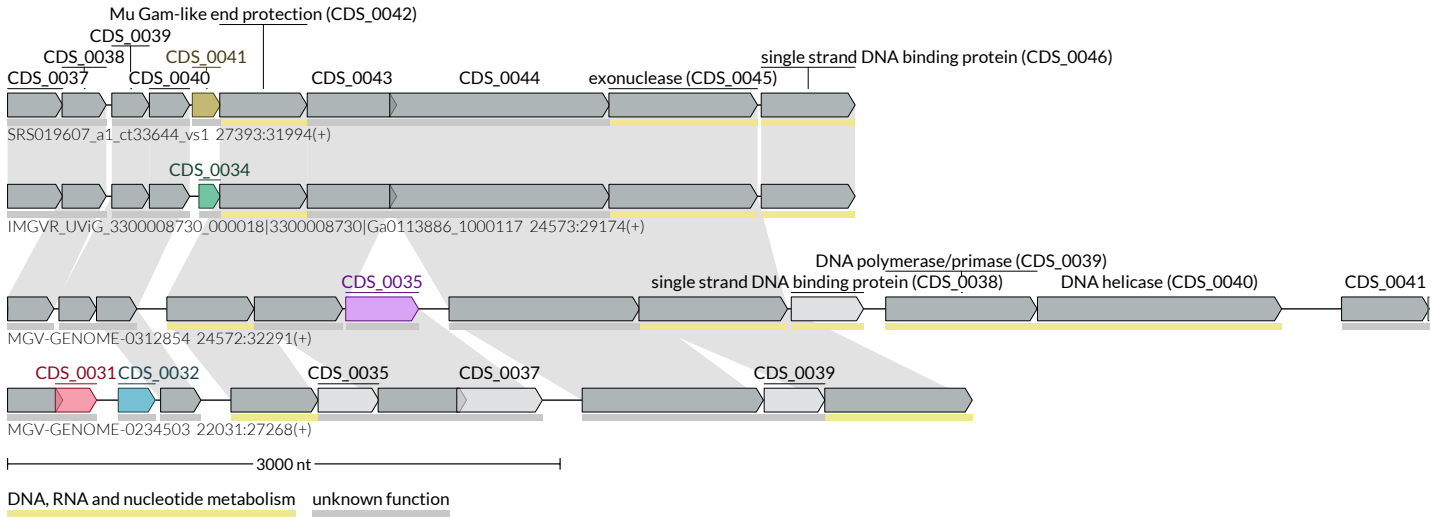 Mu Gam-like end protection (CDS_0042)
CDS_0039
CDS_0038 CDS_0041 single strand DNA binding protein (CDS_0046)
CDS_0037 CDS_0040 CDS_0043 CDS_0044 exonuclease (CDS_0045)
SRS019607_a1_ct33644_vs1 27393:31994(+)
CDS_0034
IMGVR_UViG_3300008730_000018|3300008730|Ga0113886_1000117 24573:29174(+)
DNA polymerase/primase (CDS_0039)
CDS_0035 single strand DNA binding protein (CDS_0038) DNA helicase (CDS_0040) CDS_0041
MGV-GENOME-0312854 24572:32291(+)
CDS_0031 CDS_0032 CDS_0035 CDS_0037 CDS_0039
MGV-GENOME-0234503 22031:27268(+)
3000 nt
DNA, RNA and nucleotide metabolism unknown function